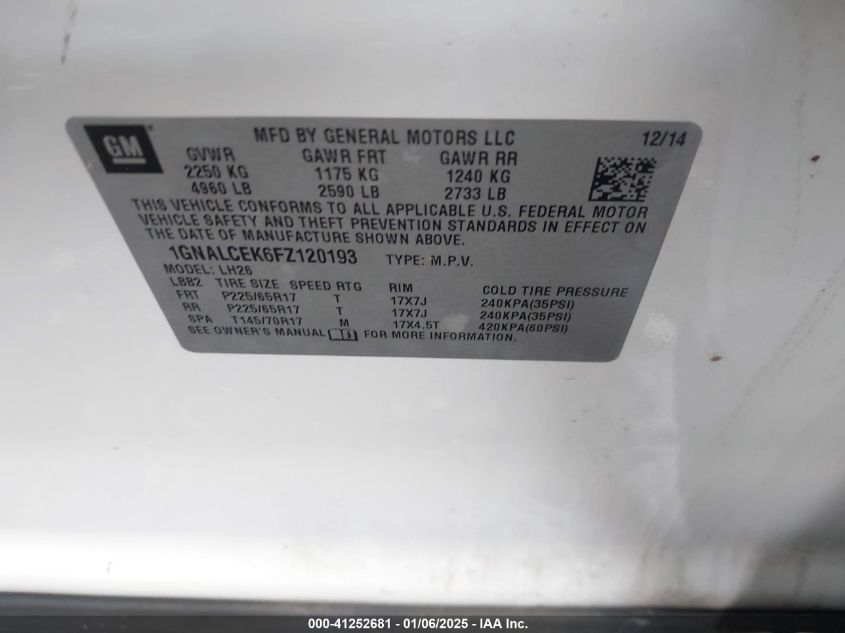 GM
MFD BY GENERAL MOTORS LLC 12/14
GVWR GAWR FRT GAWR RR
2250 KG 1175 KG 1240 KG
4960 LB 2590 LB 2733 LB
THIS VEHICLE CONFORMS TO ALL APPLICABLE U.S. FEDERAL MOTOR
VEHICLE SAFETY AND THEFT PREVENTION STANDARDS IN EFFECT ON
THE DATE OF MANUFACTURE SHOWN ABOVE.
1GNALCEK6FZ120193 TYPE: M.P.V.
MODEL: LH26
LBB2 TIRE SIZE SPEED RTG RIM COLD TIRE PRESSURE
FRT P225/65R17 T 17X7J 240KPA(35PSI)
RR P225/65R17 T 17X7J 240KPA(35PSI)
SPA T145/70R17 M 17X4.5T 420KPA(60PSI)
SEE OWNER'S MANUAL FOR MORE INFORMATION.
000-41252681 - 01/06/2025 - IAA Inc.